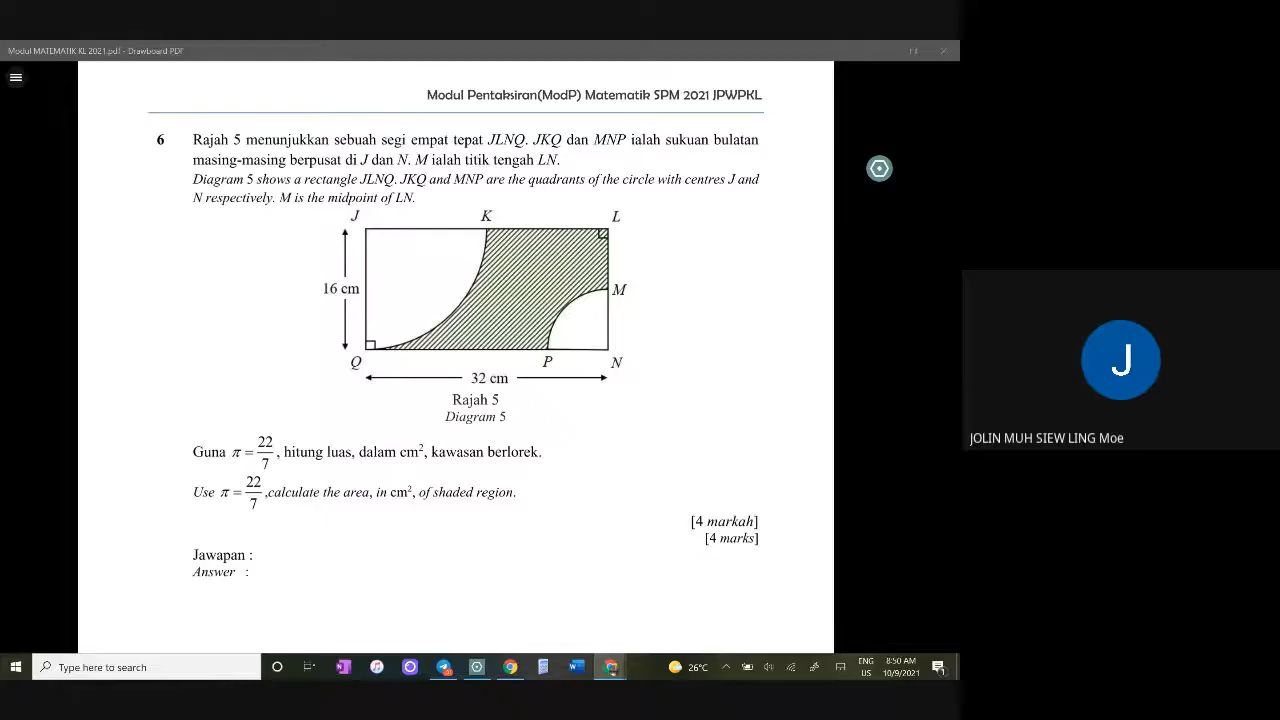 Modul MATEMATIK KL 2021.pdf - Drawboard PDF
Modul Pentaksiran(ModP) Matematik SPM 2021 JPWPKL
6 Rajah 5 menunjukkan sebuah segi empat tepat JLNQ. JKQ dan MNP ialah sukuan bulatan
masing-masing berpusat di J dan N. M ialah titik tengah LN.
Diagram 5 shows a rectangle JLNQ. JKQ and MNP are the quadrants of the circle with centres J and
N respectively. M is the midpoint of LN.
J K L
16 cm M
Q P N
32 cm
Rajah 5
Diagram 5
Guna π = 22/7 , hitung luas, dalam cm², kawasan berlorek.
Use π = 22/7 ,calculate the area, in cm², of shaded region.
[4 markah]
[4 marks]
Jawapan :
Answer :
J
JOLIN MUH SIEW LING Moe
Type here to search
26°C
ENG 8:50 AM
US 10/9/2021